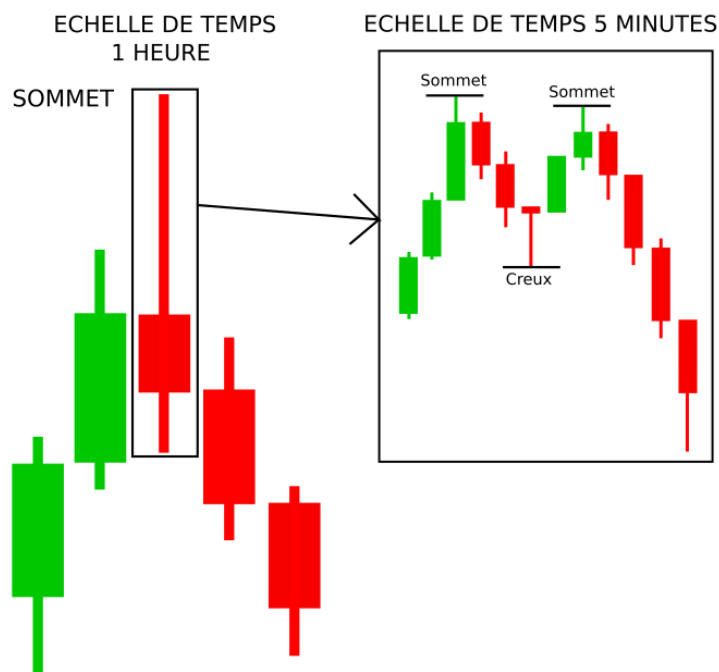 ECHELLE DE TEMPS
1 HEURE
ECHELLE DE TEMPS 5 MINUTES
SOMMET
Sommet
Sommet
Creux